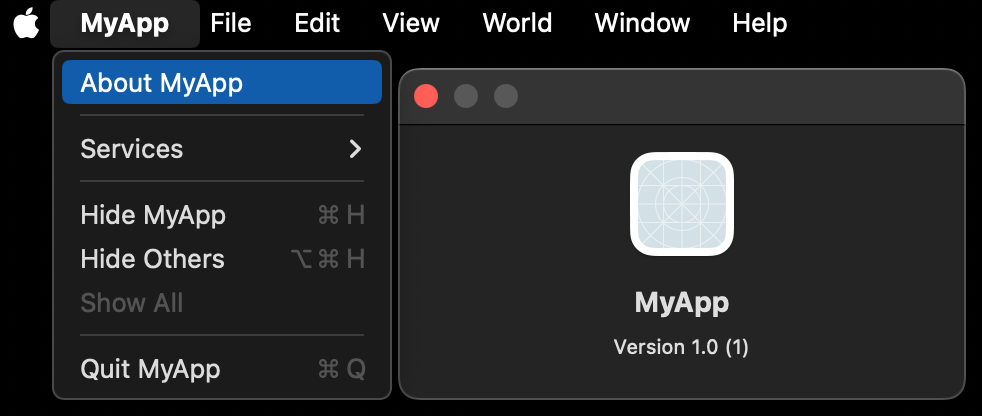 MyApp File Edit View World Window Help
About MyApp
Services
Hide MyApp ⌘ H
Hide Others ⌥ ⌘ H
Show All
Quit MyApp ⌘ Q
MyApp
Version 1.0 (1)